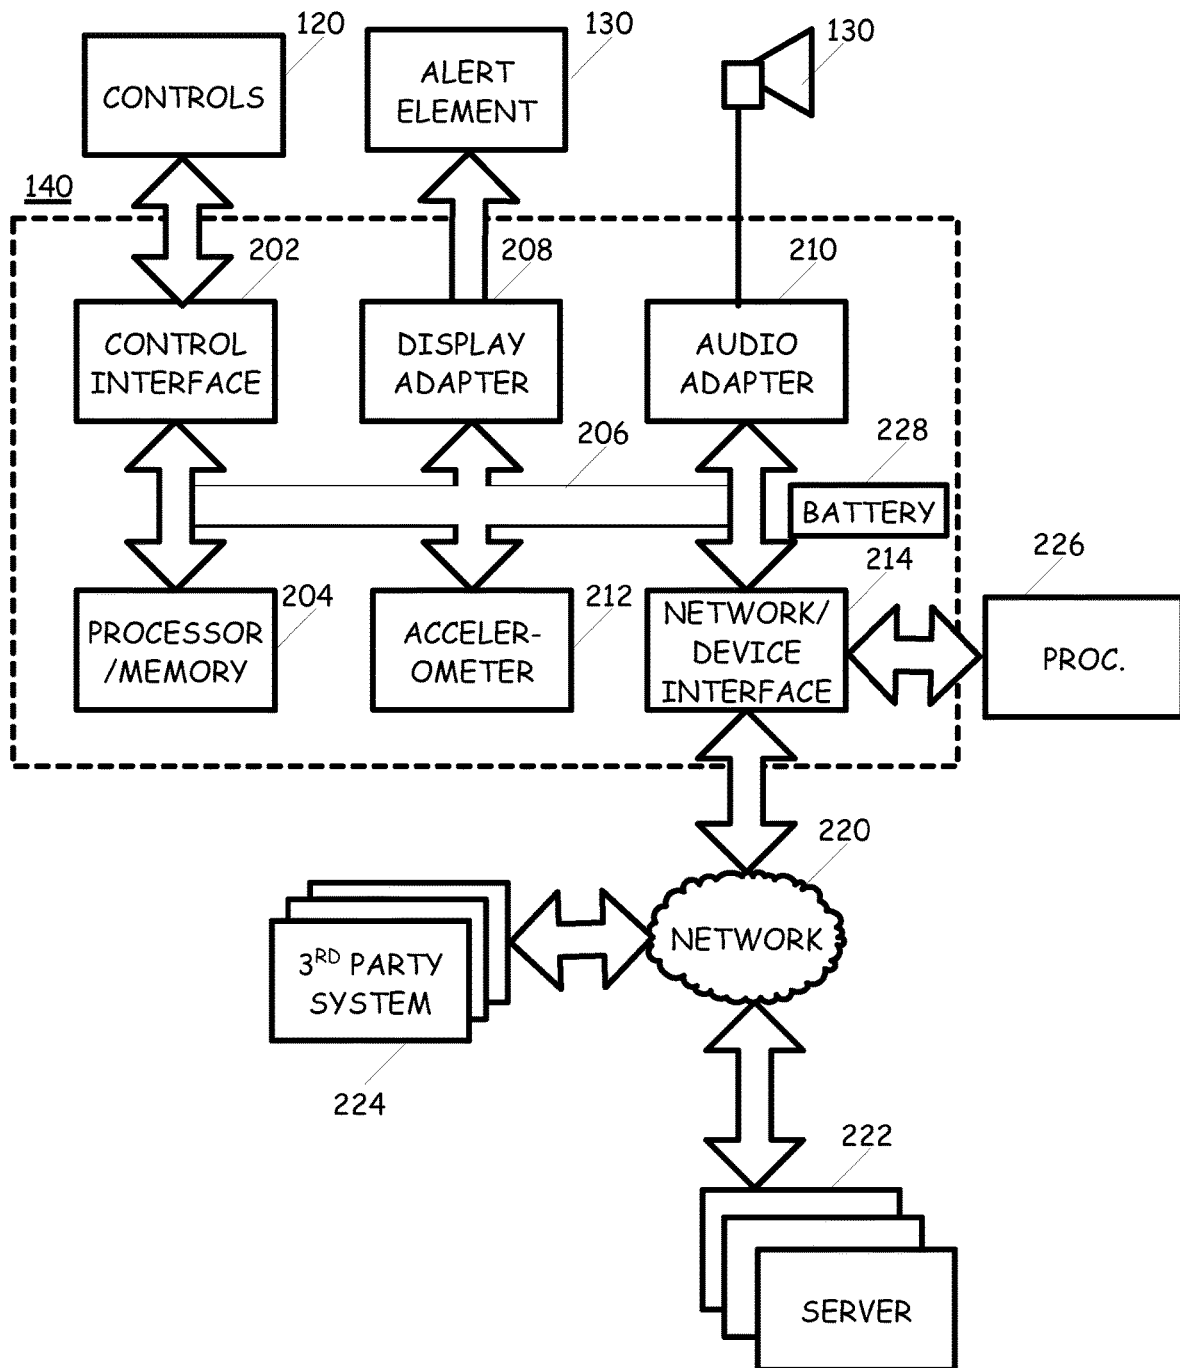 120
CONTROLS
130
ALERT
ELEMENT
130
140
202
CONTROL
INTERFACE
208
DISPLAY
ADAPTER
210
AUDIO
ADAPTER
206
228
BATTERY
204
PROCESSOR
/MEMORY
212
ACCELER-
OMETER
214
NETWORK/
DEVICE
INTERFACE
226
PROC.
220
NETWORK
3RD PARTY
SYSTEM
224
222
SERVER